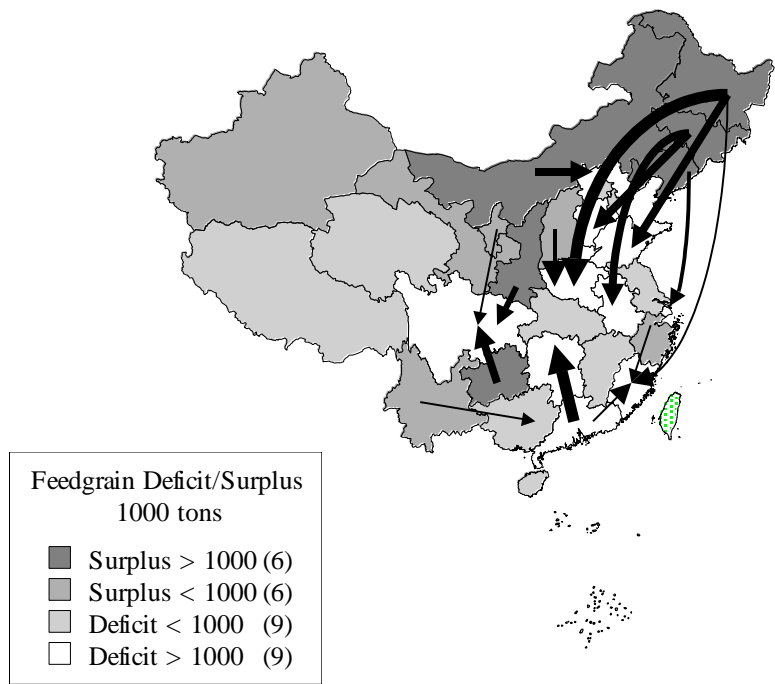 Feedgrain Deficit/Surplus
1000 tons
Surplus > 1000 (6)
Surplus < 1000 (6)
Deficit < 1000 (9)
Deficit > 1000 (9)